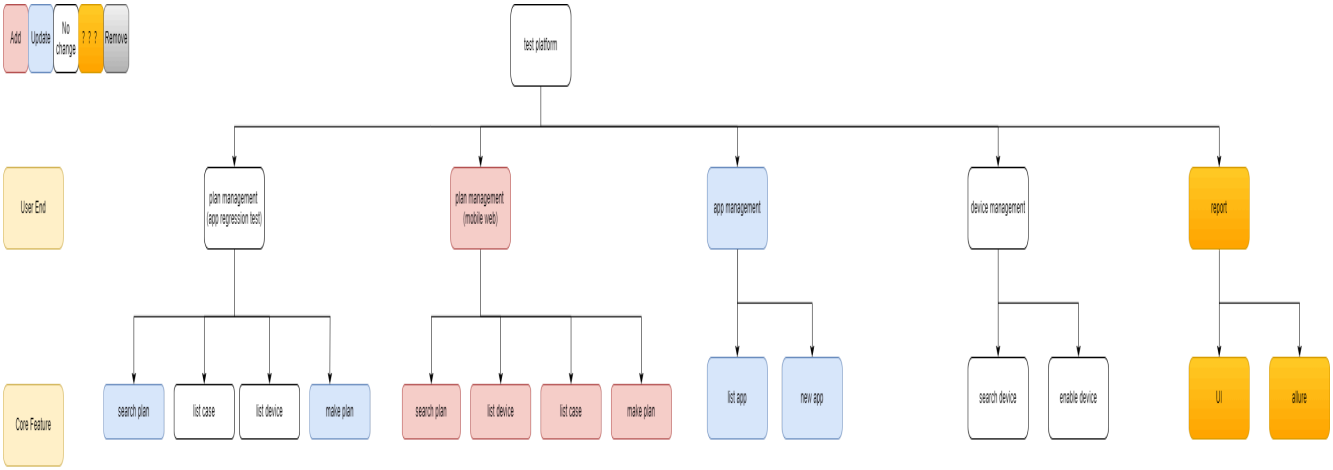 Add
Update
No
change
? ? ?
Remove
test platform
User End
plan management
(app regression test)
plan management
(mobile web)
app management
device management
report
Core Feature
search plan
list case
list device
make plan
search plan
list device
list case
make plan
list app
new app
search device
enable device
UI
allure